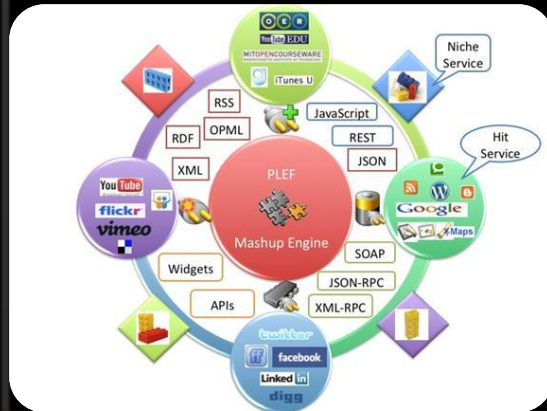 OER
YouTube EDU
MITOPENCOURSEWARE
iTunes U
Niche
Service
RSS
JavaScript
RDF
OPML
REST
Hit
Service
XML
JSON
PLEF
YouTube
flickr
vimeo
Google
Maps
Mashup Engine
SOAP
Widgets
JSON-RPC
APIs
XML-RPC
twitter
ff
facebook
Linked in
digg